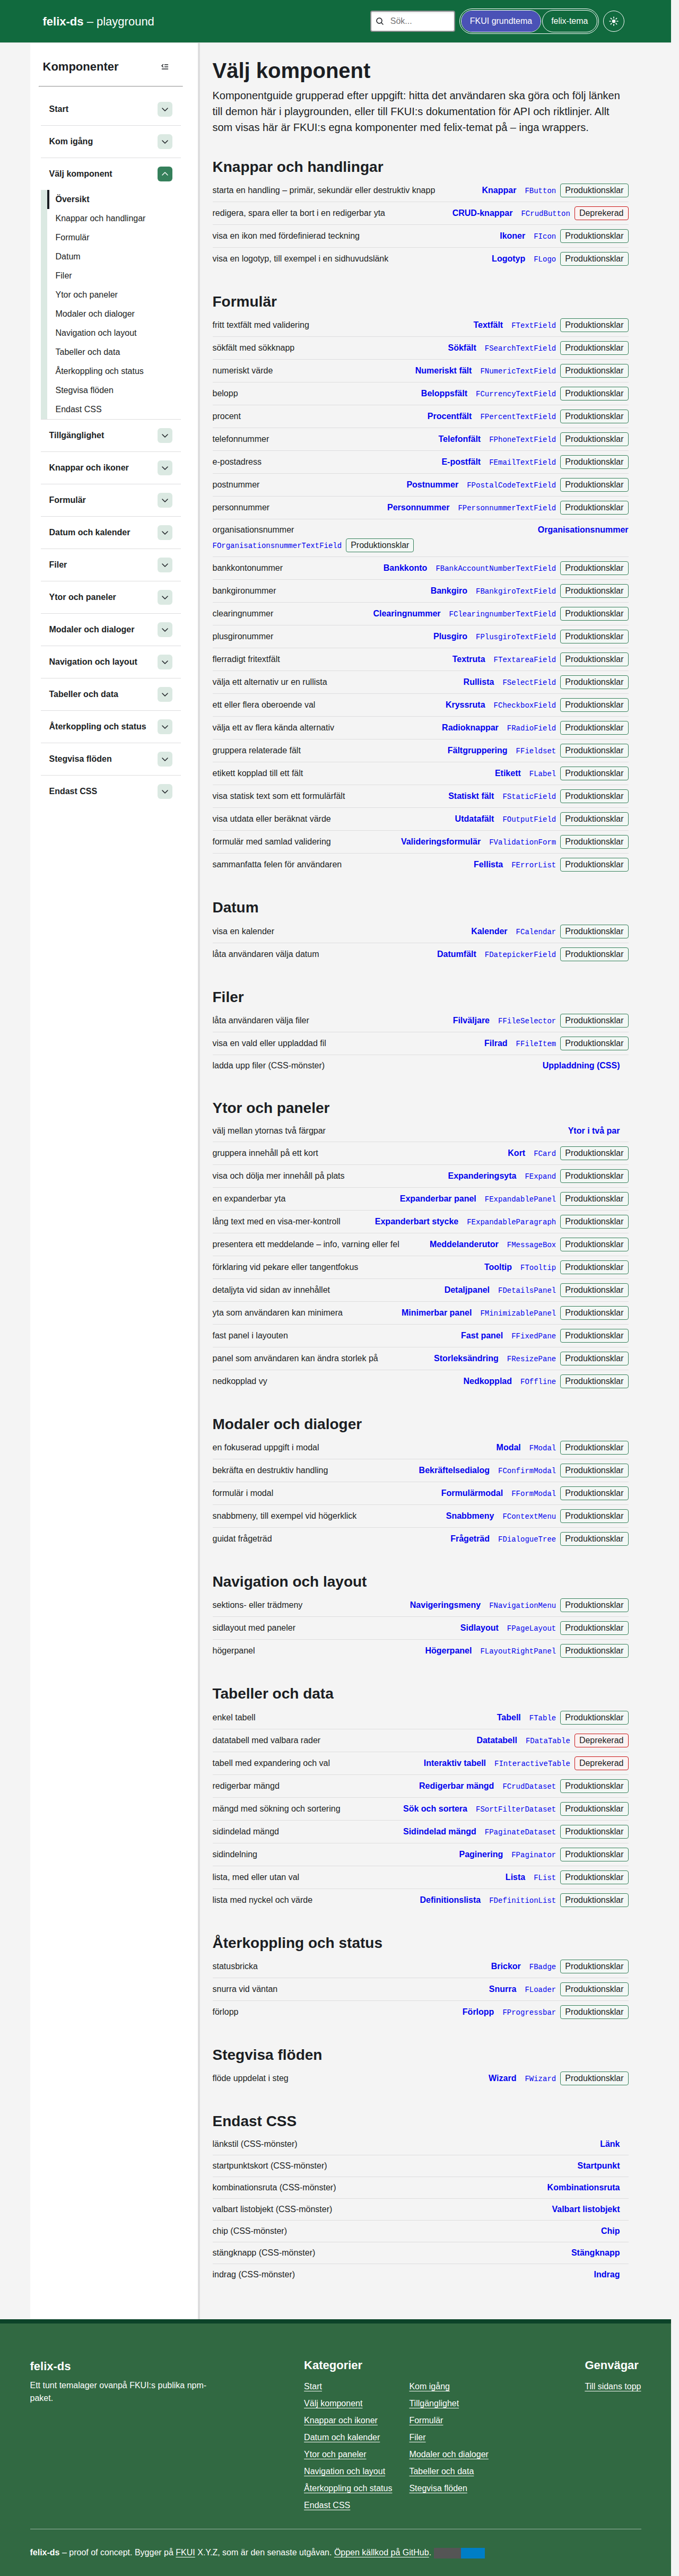 felix-ds – playground
Sök...
FKUI grundtema
felix-tema
Komponenter
Start
Kom igång
Välj komponent
Översikt
Knappar och handlingar
Formulär
Datum
Filer
Ytor och paneler
Modaler och dialoger
Navigation och layout
Tabeller och data
Återkoppling och status
Stegvisa flöden
Endast CSS
Tillgänglighet
Knappar och ikoner
Formulär
Datum och kalender
Filer
Ytor och paneler
Modaler och dialoger
Navigation och layout
Tabeller och data
Återkoppling och status
Stegvisa flöden
Endast CSS
Välj komponent
Komponentguide grupperad efter uppgift: hitta det användaren ska göra och följ länken
till demon här i playgrounden, eller till FKUI:s dokumentation för API och riktlinjer. Allt
som visas här är FKUI:s egna komponenter med felix-temat på – inga wrappers.
Knappar och handlingar
starta en handling – primär, sekundär eller destruktiv knapp Knappar FButton Produktionsklar
redigera, spara eller ta bort i en redigerbar yta CRUD-knappar FCrudButton Deprekerad
visa en ikon med fördefinierad teckning Ikoner FIcon Produktionsklar
visa en logotyp, till exempel i en sidhuvudslänk Logotyp FLogo Produktionsklar
Formulär
fritt textfält med validering Textfält FTextField Produktionsklar
sökfält med sökknapp Sökfält FSearchTextField Produktionsklar
numeriskt värde Numeriskt fält FNumericTextField Produktionsklar
belopp Beloppsfält FCurrencyTextField Produktionsklar
procent Procentfält FPercentTextField Produktionsklar
telefonnummer Telefonfält FPhoneTextField Produktionsklar
e-postadress E-postfält FEmailTextField Produktionsklar
postnummer Postnummer FPostalCodeTextField Produktionsklar
personnummer Personnummer FPersonnummerTextField Produktionsklar
organisationsnummer Organisationsnummer
FOrganisationsnummerTextField Produktionsklar
bankkontonummer Bankkonto FBankAccountNumberTextField Produktionsklar
bankgironummer Bankgiro FBankgiroTextField Produktionsklar
clearingnummer Clearingnummer FClearingnumberTextField Produktionsklar
plusgironummer Plusgiro FPlusgiroTextField Produktionsklar
flerradigt fritextfält Textruta FTextareaField Produktionsklar
välja ett alternativ ur en rullista Rullista FSelectField Produktionsklar
ett eller flera oberoende val Kryssruta FCheckboxField Produktionsklar
välja ett av flera kända alternativ Radioknappar FRadioField Produktionsklar
gruppera relaterade fält Fältgruppering FFieldset Produktionsklar
etikett kopplad till ett fält Etikett FLabel Produktionsklar
visa statisk text som ett formulärfält Statiskt fält FStaticField Produktionsklar
visa utdata eller beräknat värde Utdatafält FOutputField Produktionsklar
formulär med samlad validering Valideringsformulär FValidationForm Produktionsklar
sammanfatta felen för användaren Fellista FErrorList Produktionsklar
Datum
visa en kalender Kalender FCalendar Produktionsklar
låta användaren välja datum Datumfält FDatepickerField Produktionsklar
Filer
låta användaren välja filer Filväljare FFileSelector Produktionsklar
visa en vald eller uppladdad fil Filrad FFileItem Produktionsklar
ladda upp filer (CSS-mönster) Uppladdning (CSS)
Ytor och paneler
välj mellan ytornas två färgpar Ytor i två par
gruppera innehåll på ett kort Kort FCard Produktionsklar
visa och dölja mer innehåll på plats Expanderingsyta FExpand Produktionsklar
en expanderbar yta Expanderbar panel FExpandablePanel Produktionsklar
lång text med en visa-mer-kontroll Expanderbart stycke FExpandableParagraph Produktionsklar
presentera ett meddelande – info, varning eller fel Meddelanderutor FMessageBox Produktionsklar
förklaring vid pekare eller tangentfokus Tooltip FTooltip Produktionsklar
detaljyta vid sidan av innehållet Detaljpanel FDetailsPanel Produktionsklar
yta som användaren kan minimera Minimerbar panel FMinimizablePanel Produktionsklar
fast panel i layouten Fast panel FFixedPane Produktionsklar
panel som användaren kan ändra storlek på Storleksändring FResizePane Produktionsklar
nedkopplad vy Nedkopplad FOffline Produktionsklar
Modaler och dialoger
en fokuserad uppgift i modal Modal FModal Produktionsklar
bekräfta en destruktiv handling Bekräftelsedialog FConfirmModal Produktionsklar
formulär i modal Formulärmodal FFormModal Produktionsklar
snabbmeny, till exempel vid högerklick Snabbmeny FContextMenu Produktionsklar
guidat frågeträd Frågeträd FDialogueTree Produktionsklar
Navigation och layout
sektions- eller trädmeny Navigeringsmeny FNavigationMenu Produktionsklar
sidlayout med paneler Sidlayout FPageLayout Produktionsklar
högerpanel Högerpanel FLayoutRightPanel Produktionsklar
Tabeller och data
enkel tabell Tabell FTable Produktionsklar
datatabell med valbara rader Datatabell FDataTable Deprekerad
tabell med expandering och val Interaktiv tabell FInteractiveTable Deprekerad
redigerbar mängd Redigerbar mängd FCrudDataset Produktionsklar
mängd med sökning och sortering Sök och sortera FSortFilterDataset Produktionsklar
sidindelad mängd Sidindelad mängd FPaginateDataset Produktionsklar
sidindelning Paginering FPaginator Produktionsklar
lista, med eller utan val Lista FList Produktionsklar
lista med nyckel och värde Definitionslista FDefinitionList Produktionsklar
Återkoppling och status
statusbricka Brickor FBadge Produktionsklar
snurra vid väntan Snurra FLoader Produktionsklar
förlopp Förlopp FProgressbar Produktionsklar
Stegvisa flöden
flöde uppdelat i steg Wizard FWizard Produktionsklar
Endast CSS
länkstil (CSS-mönster) Länk
startpunktskort (CSS-mönster) Startpunkt
kombinationsruta (CSS-mönster) Kombinationsruta
valbart listobjekt (CSS-mönster) Valbart listobjekt
chip (CSS-mönster) Chip
stängknapp (CSS-mönster) Stängknapp
indrag (CSS-mönster) Indrag
felix-ds
Ett tunt temalager ovanpå FKUI:s publika npm-
paket.
Kategorier
Start Kom igång
Välj komponent Tillgänglighet
Knappar och ikoner Formulär
Datum och kalender Filer
Ytor och paneler Modaler och dialoger
Navigation och layout Tabeller och data
Återkoppling och status Stegvisa flöden
Endast CSS
Genvägar
Till sidans topp
felix-ds – proof of concept. Bygger på FKUI X.Y.Z, som är den senaste utgåvan. Öppen källkod på GitHub.